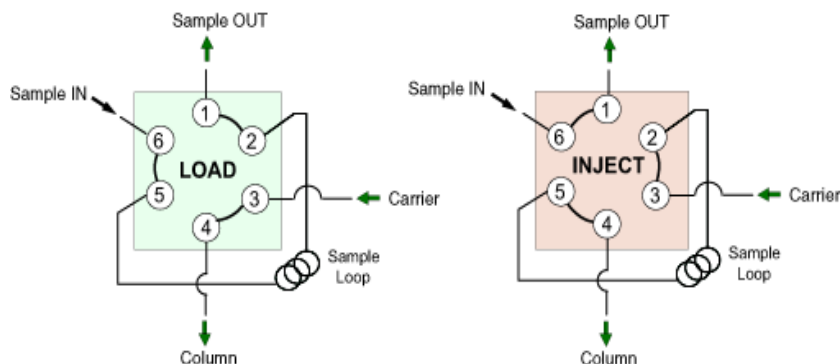 Sample OUT
Sample IN
1
6
2
LOAD
5
3
4
Carrier
Sample
Loop
Column
Sample OUT
Sample IN
1
6
2
INJECT
5
3
4
Carrier
Sample
Loop
Column